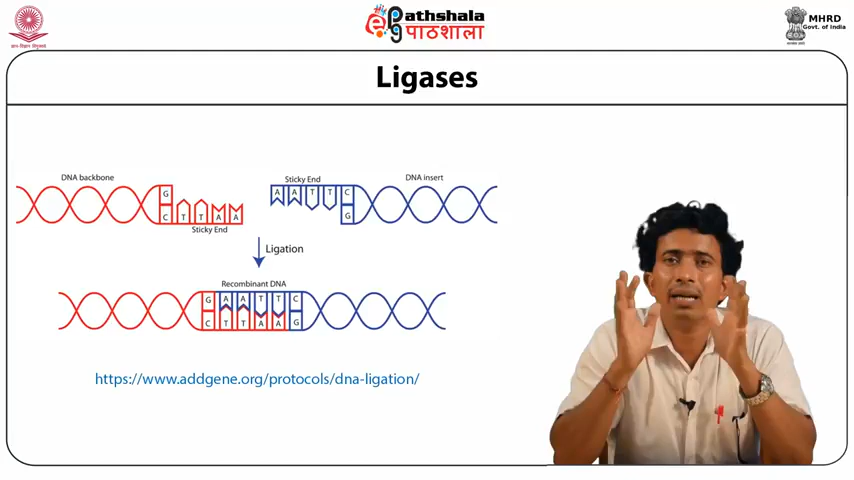 Pathshala
पाठशाला
MHRD
Govt. of India
Ligases
DNA backbone
G
C T T A A
Sticky End
Sticky End
A A T T C
G
DNA insert
Ligation
Recombinant DNA
G A A T T C
C T T A A G
https://www.addgene.org/protocols/dna-ligation/